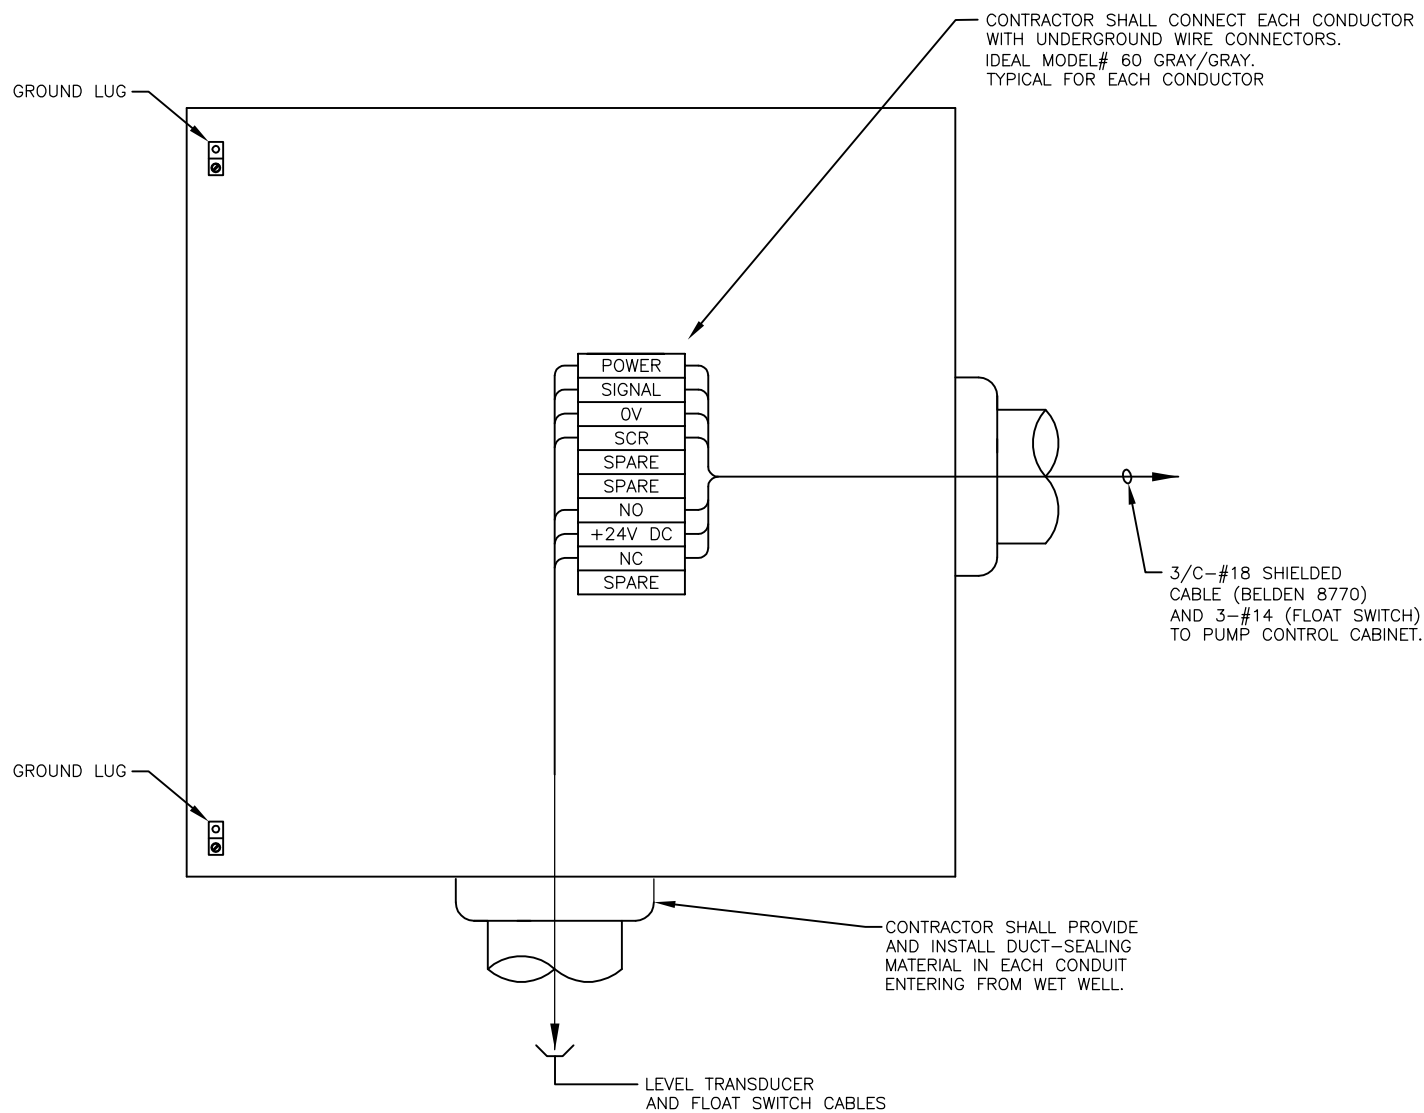 CONTRACTOR SHALL CONNECT EACH CONDUCTOR
WITH UNDERGROUND WIRE CONNECTORS.
IDEAL MODEL# 60 GRAY/GRAY.
TYPICAL FOR EACH CONDUCTOR
GROUND LUG
POWER
SIGNAL
0V
SCR
SPARE
SPARE
NO
+24V DC
NC
SPARE
3/C-#18 SHIELDED
CABLE (BELDEN 8770)
AND 3-#14 (FLOAT SWITCH)
TO PUMP CONTROL CABINET.
GROUND LUG
CONTRACTOR SHALL PROVIDE
AND INSTALL DUCT-SEALING
MATERIAL IN EACH CONDUIT
ENTERING FROM WET WELL.
LEVEL TRANSDUCER
AND FLOAT SWITCH CABLES